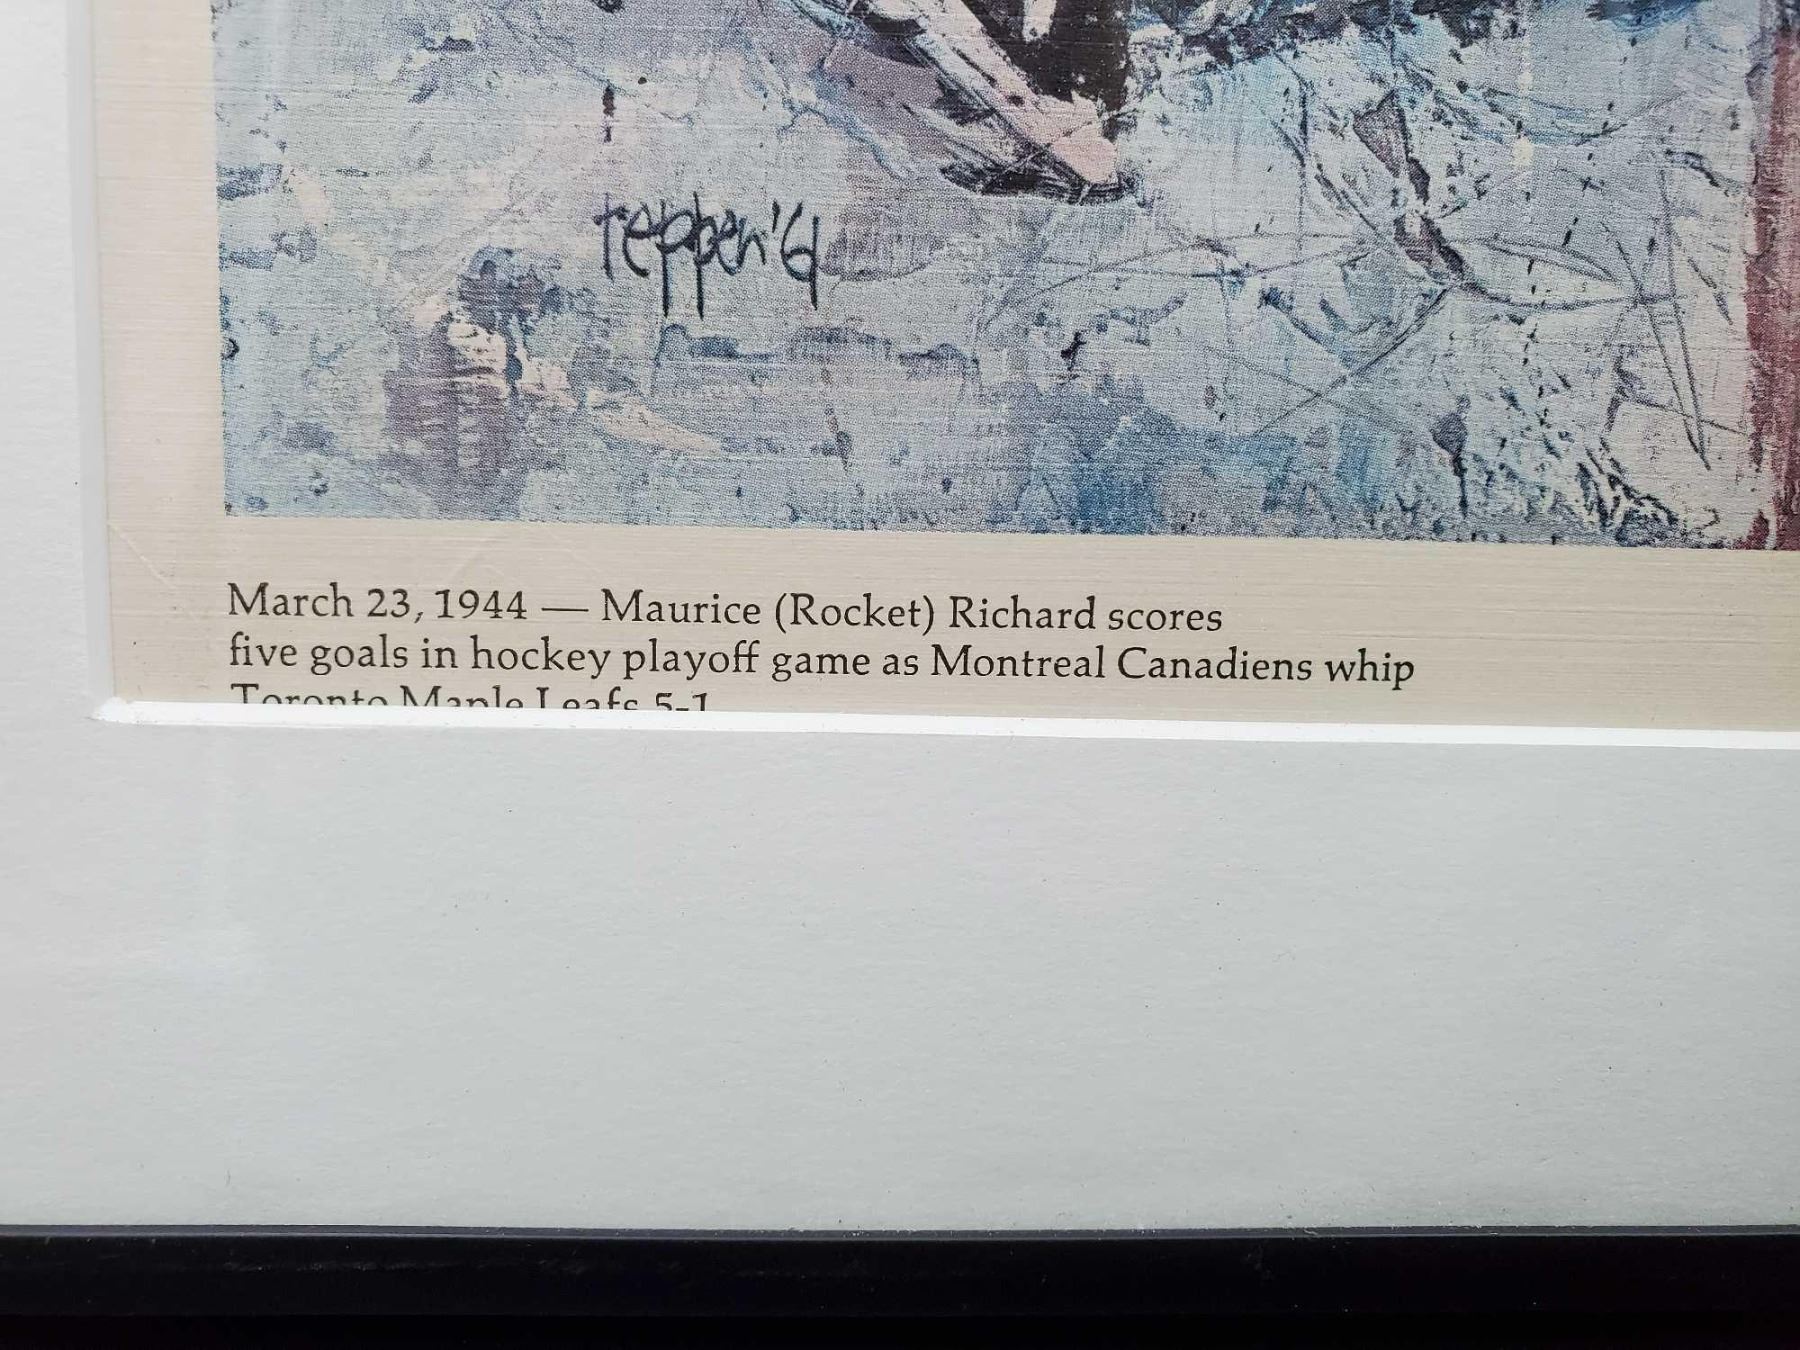 tepper '61
March 23, 1944 — Maurice (Rocket) Richard scores
five goals in hockey playoff game as Montreal Canadiens whip
Toronto Maple Leafs 5-1